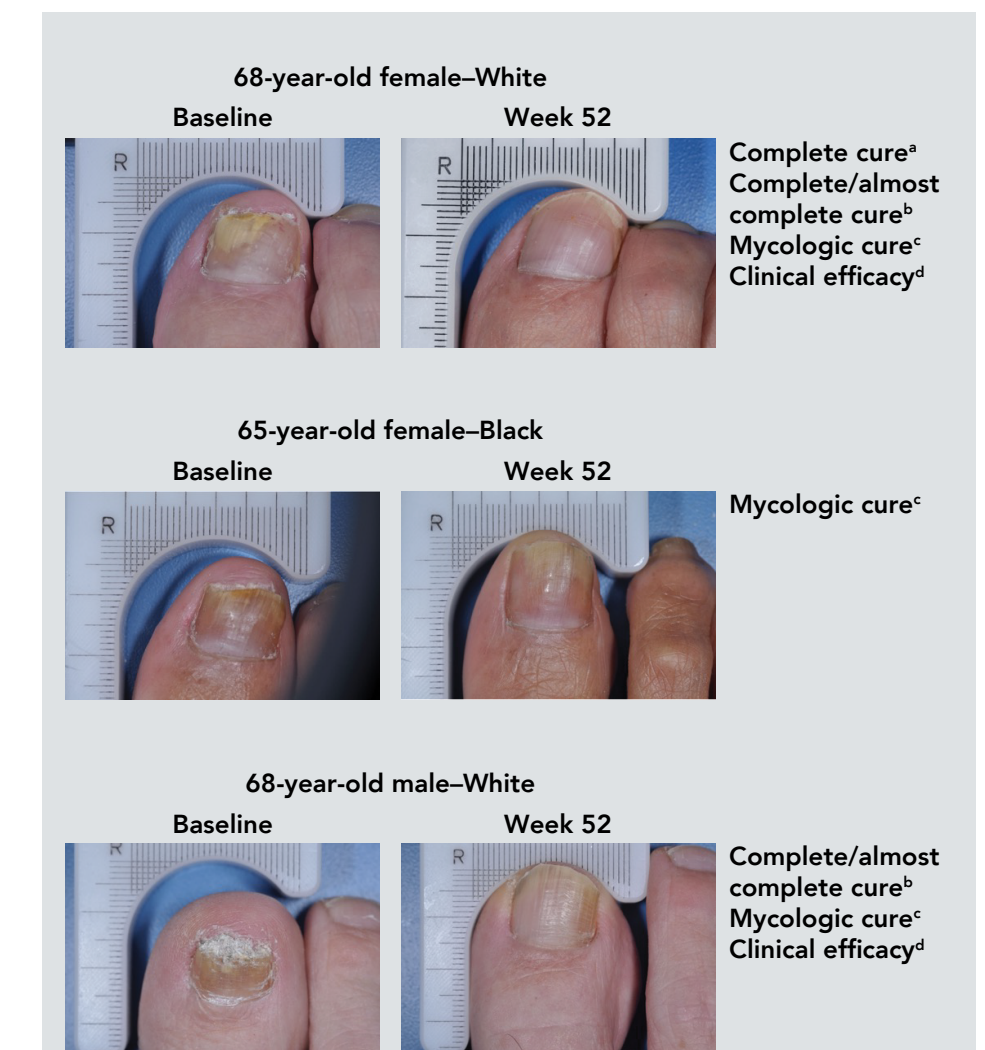 68-year-old female–White
Baseline
Week 52
R
R
Complete cureᵃ
Complete/almost
complete cureᵇ
Mycologic cureᶜ
Clinical efficacyᵈ
65-year-old female–Black
Baseline
Week 52
R
R
Mycologic cureᶜ
68-year-old male–White
Baseline
Week 52
R
R
Complete/almost
complete cureᵇ
Mycologic cureᶜ
Clinical efficacyᵈ